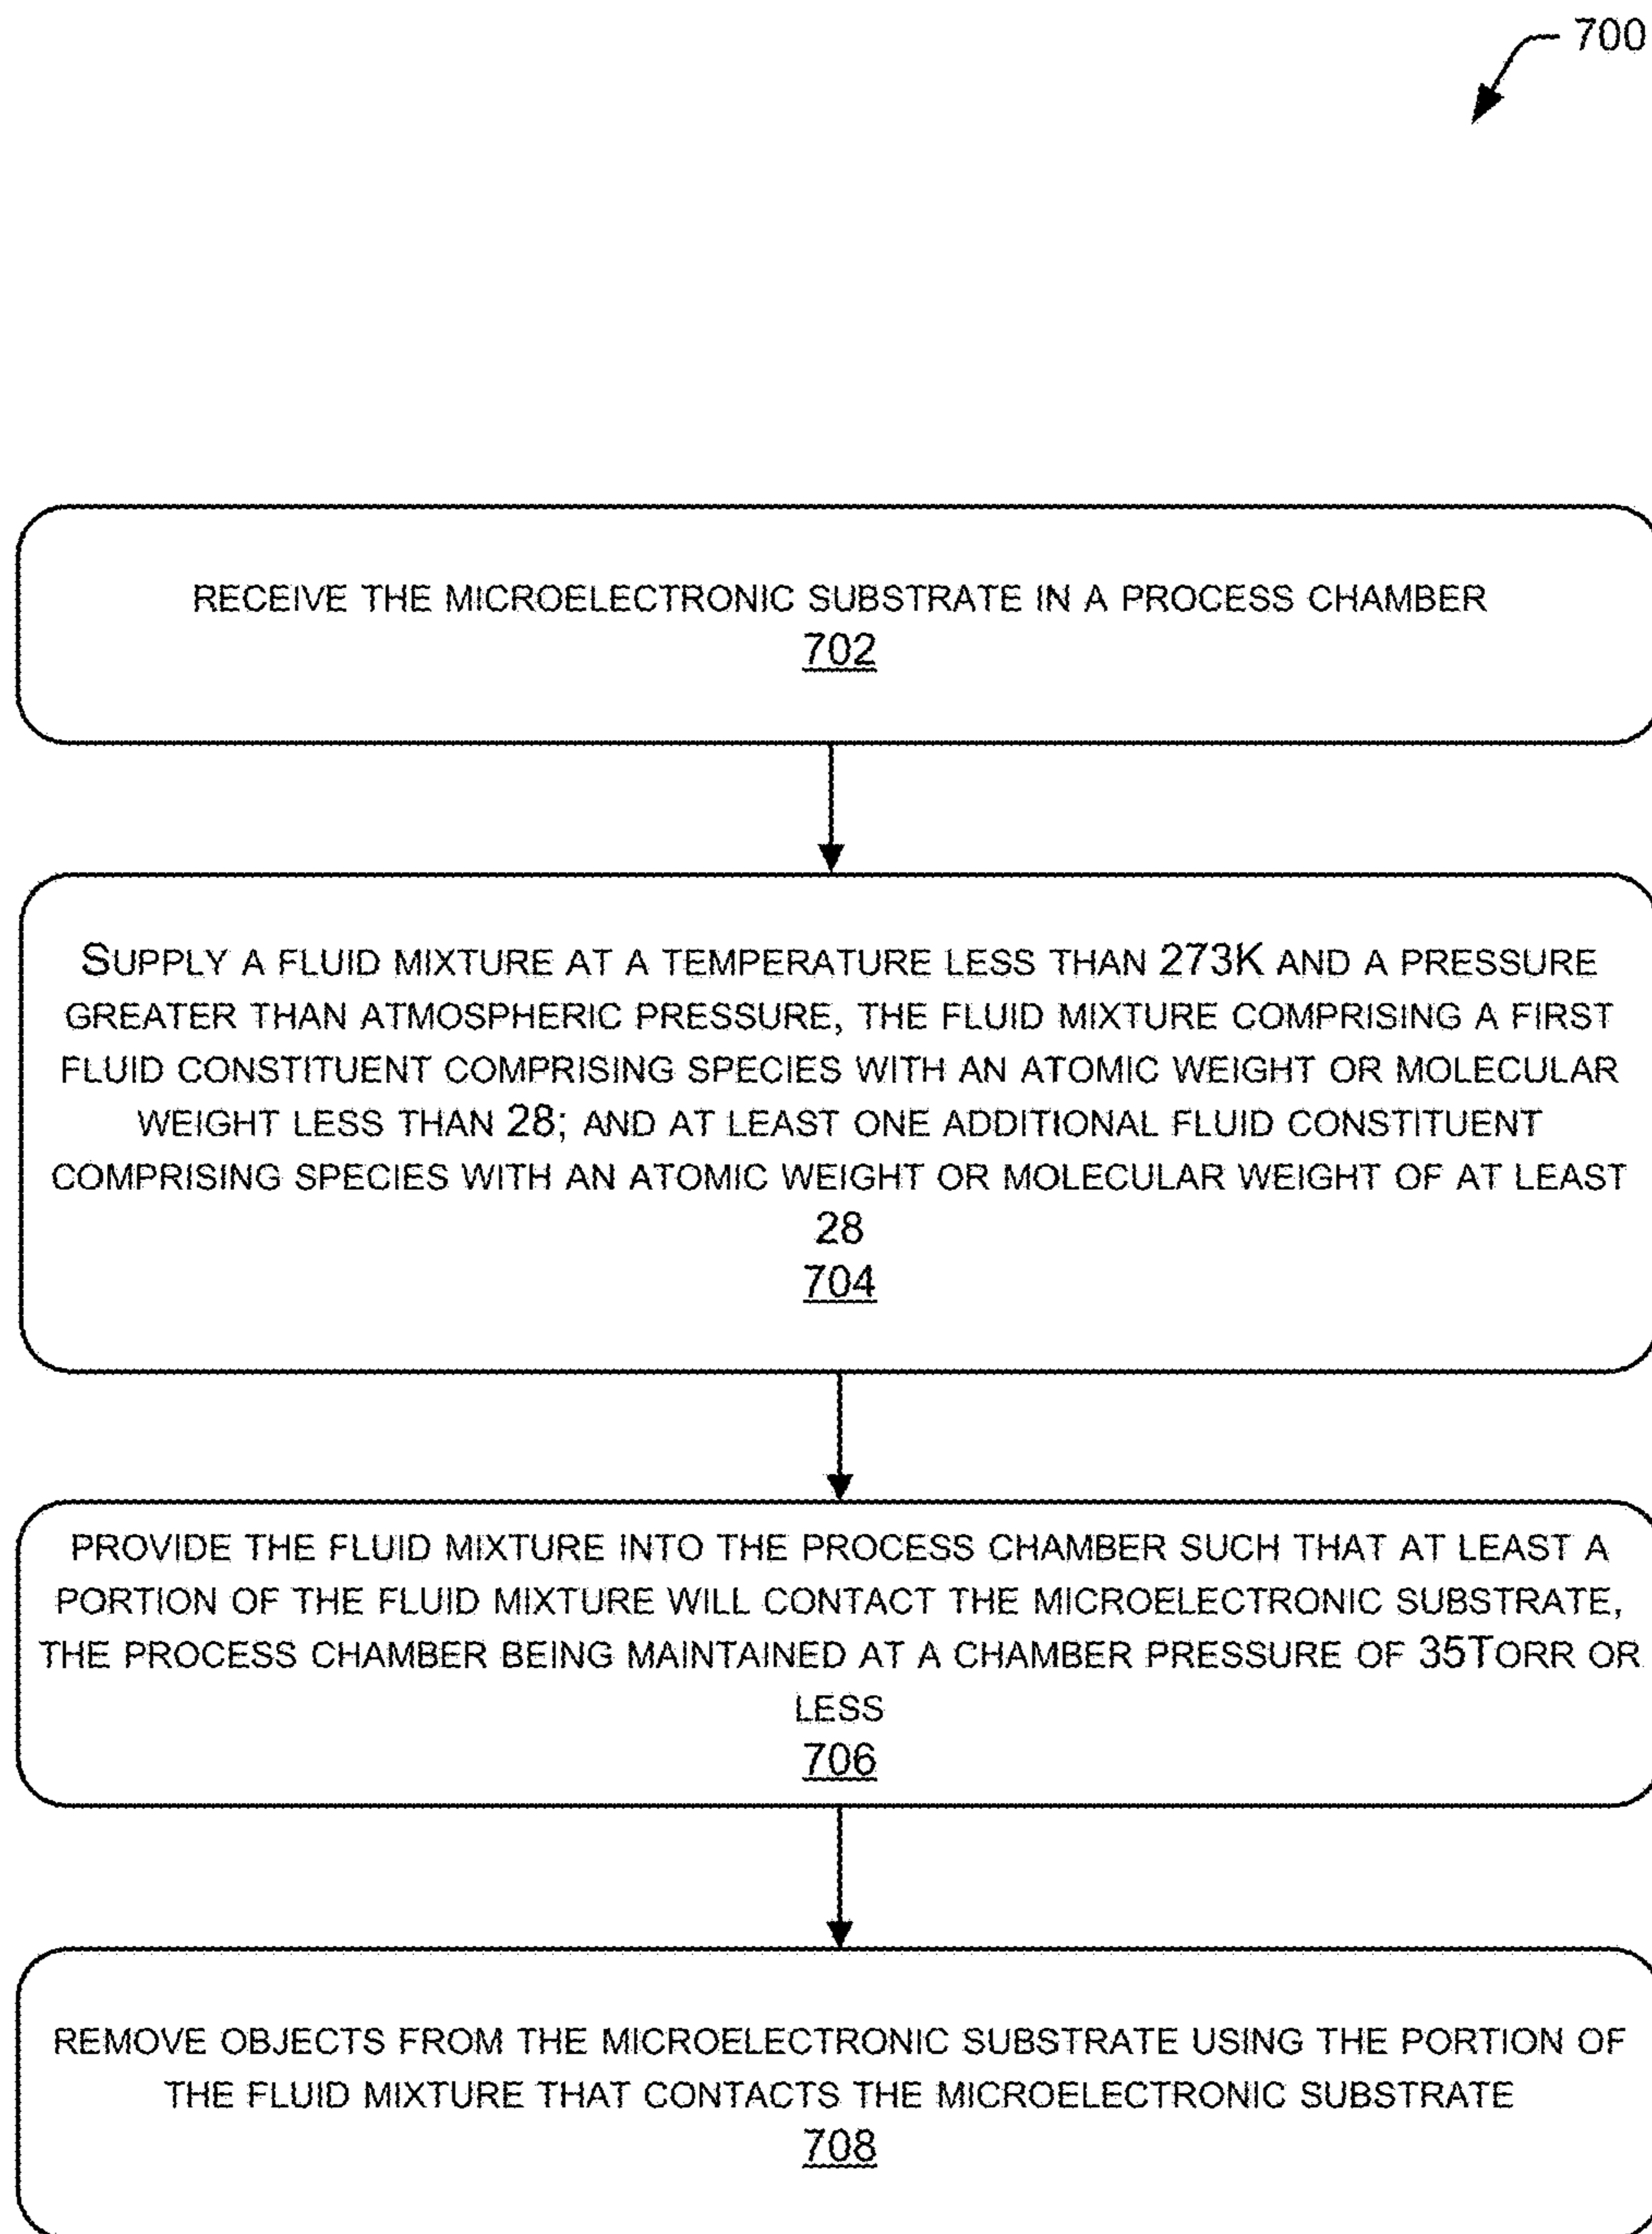 700
RECEIVE THE MICROELECTRONIC SUBSTRATE IN A PROCESS CHAMBER
702
SUPPLY A FLUID MIXTURE AT A TEMPERATURE LESS THAN 273K AND A PRESSURE
GREATER THAN ATMOSPHERIC PRESSURE, THE FLUID MIXTURE COMPRISING A FIRST
FLUID CONSTITUENT COMPRISING SPECIES WITH AN ATOMIC WEIGHT OR MOLECULAR
WEIGHT LESS THAN 28; AND AT LEAST ONE ADDITIONAL FLUID CONSTITUENT
COMPRISING SPECIES WITH AN ATOMIC WEIGHT OR MOLECULAR WEIGHT OF AT LEAST
28
704
PROVIDE THE FLUID MIXTURE INTO THE PROCESS CHAMBER SUCH THAT AT LEAST A
PORTION OF THE FLUID MIXTURE WILL CONTACT THE MICROELECTRONIC SUBSTRATE,
THE PROCESS CHAMBER BEING MAINTAINED AT A CHAMBER PRESSURE OF 35TORR OR
LESS
706
REMOVE OBJECTS FROM THE MICROELECTRONIC SUBSTRATE USING THE PORTION OF
THE FLUID MIXTURE THAT CONTACTS THE MICROELECTRONIC SUBSTRATE
708